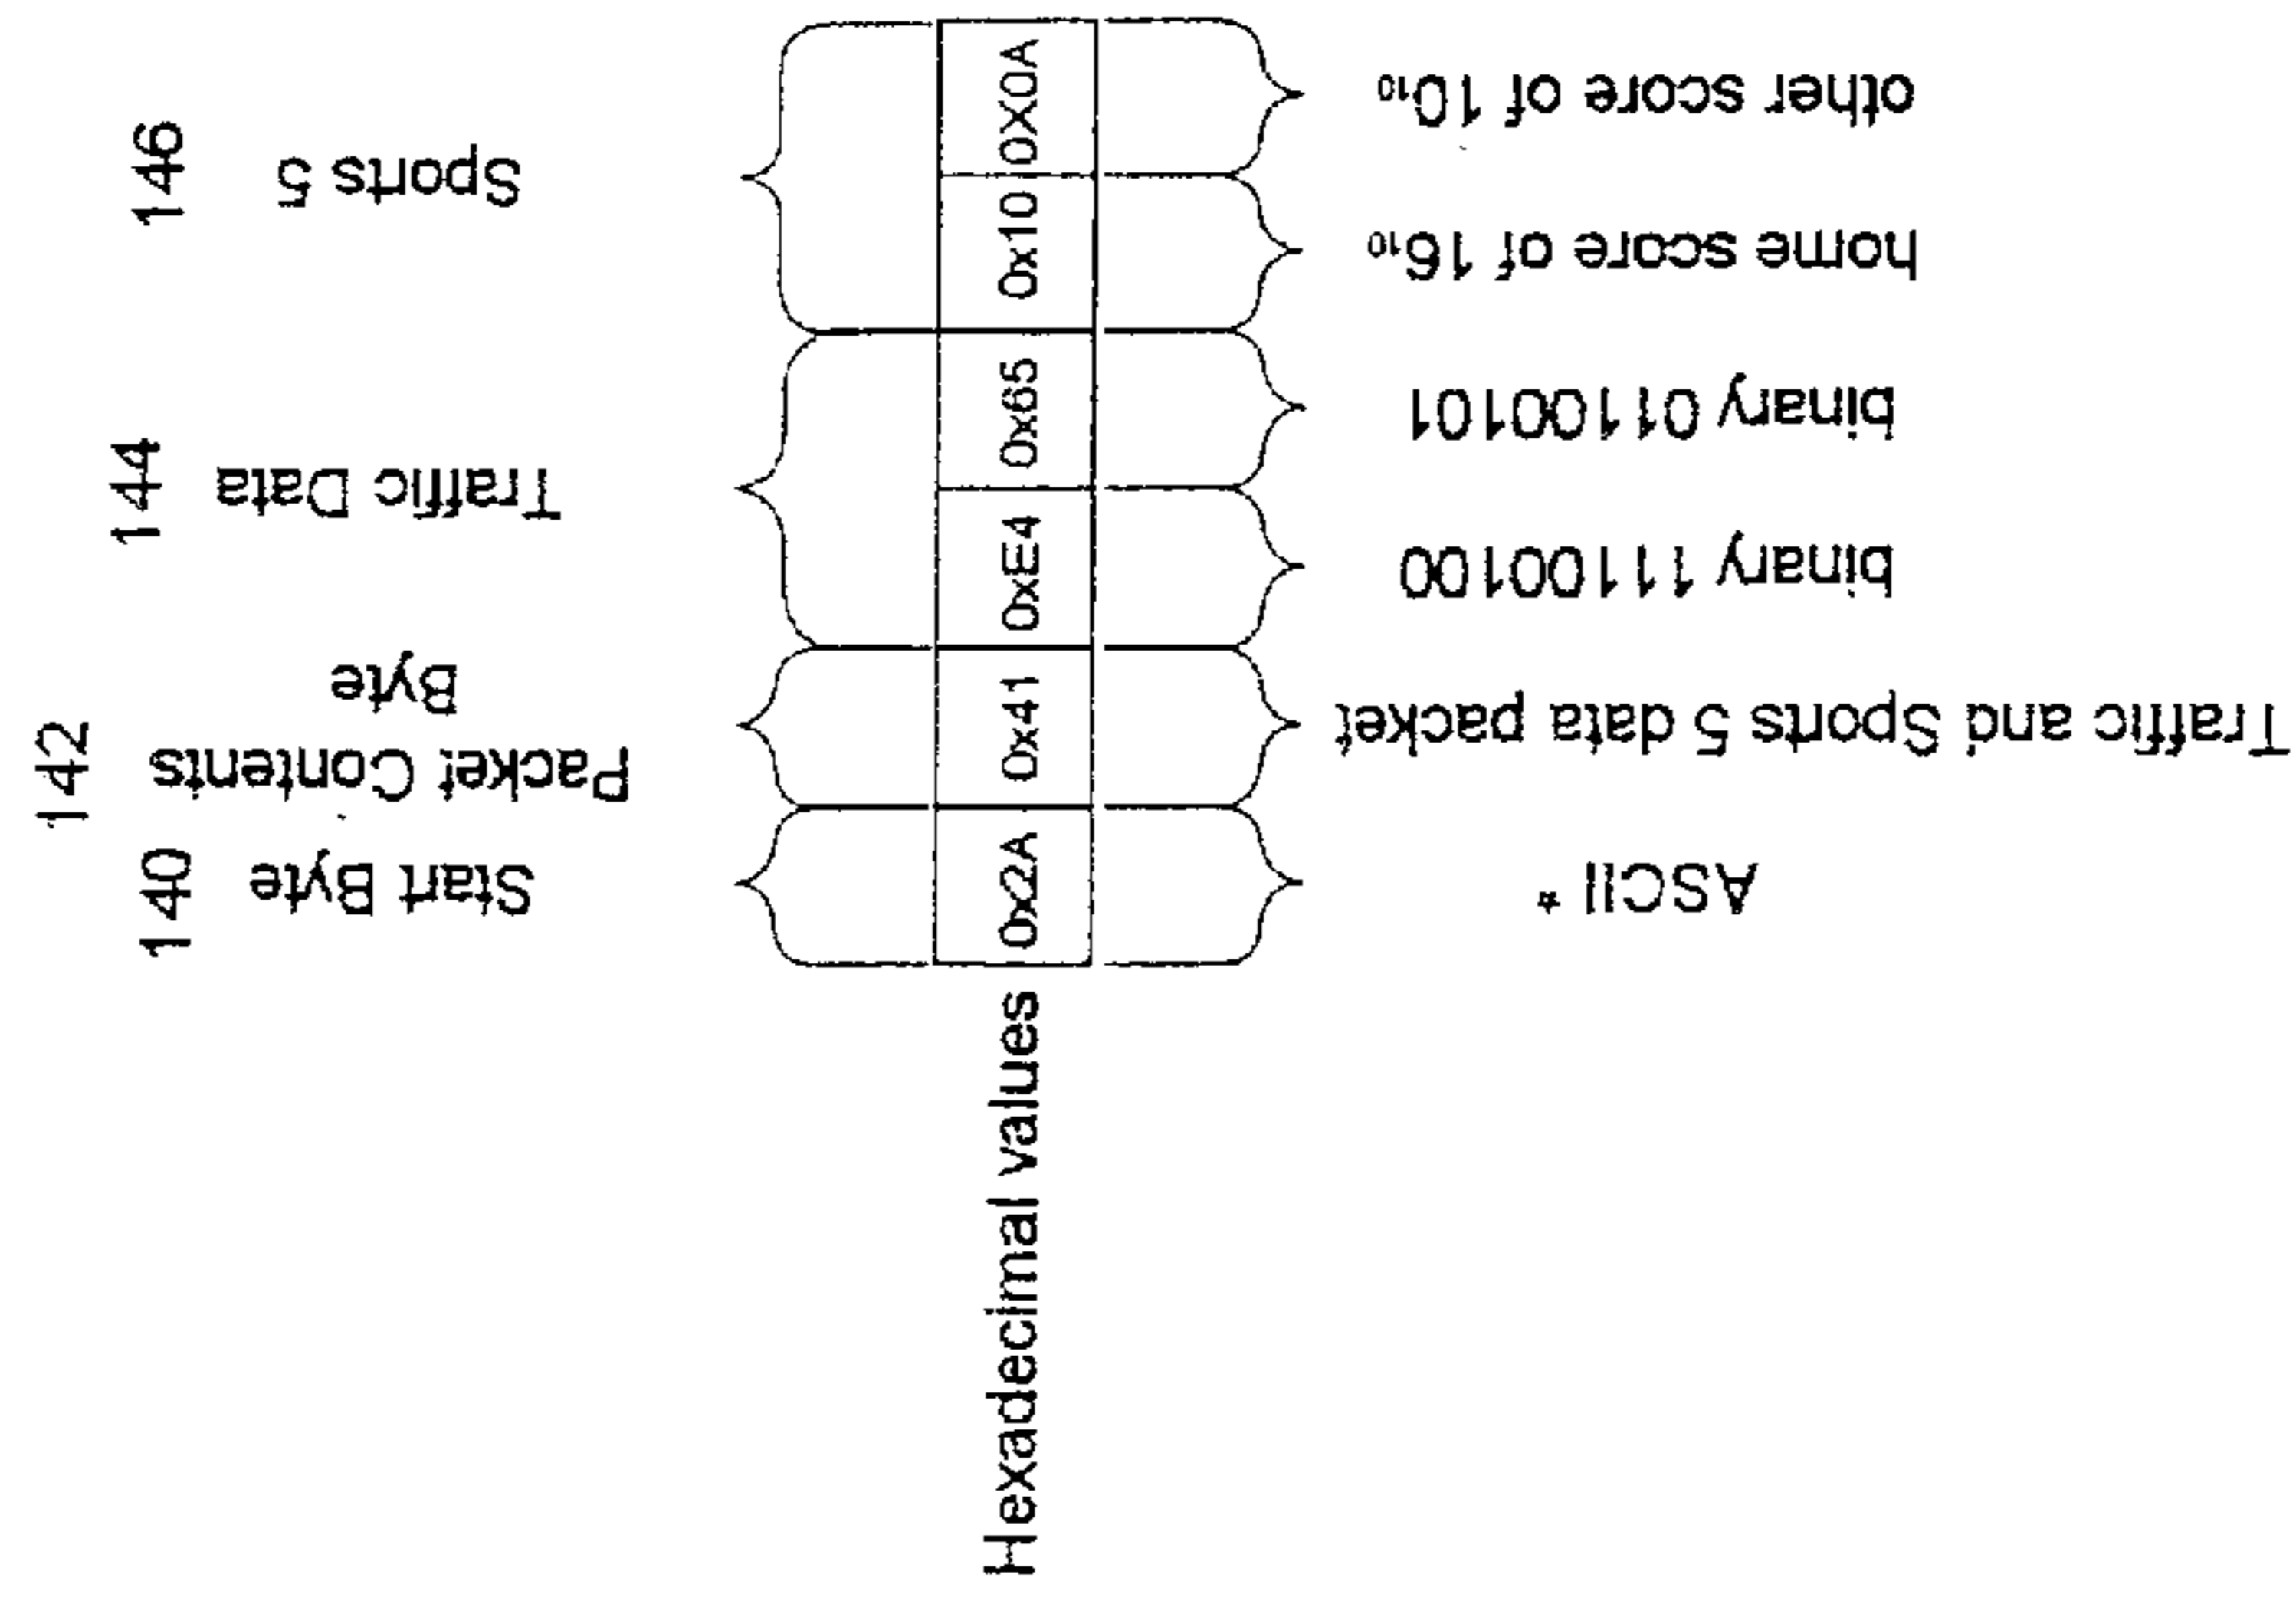 140
142
144
146
Start Byte
Packet Contents
Byte
Traffic Data
Sports 5
Hexadecimal values
0x2A
0x41
0xE4
0x65
0x10
0X0A
ASCII *
Traffic and Sports 5 data packet
binary 11100100
binary 01100101
home score of 16₁₀
other score of 10₁₀